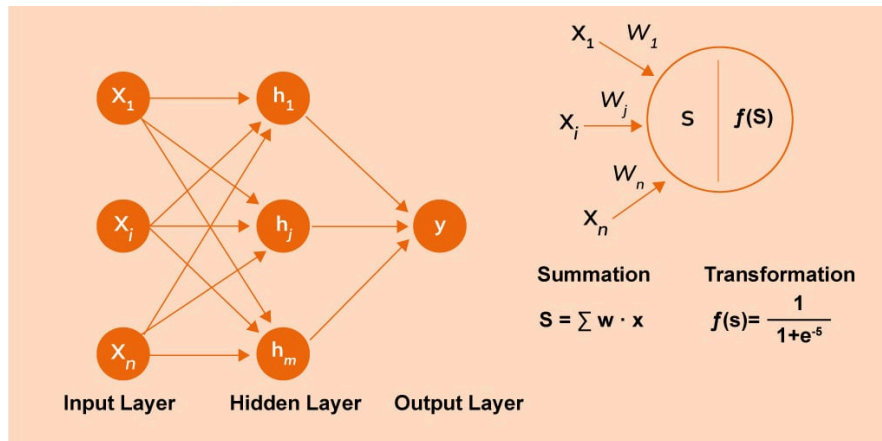 X₁
h₁
Xᵢ
hⱼ
y
Xₙ
hₘ
Input Layer
Hidden Layer
Output Layer
X₁
W₁
Xᵢ
Wⱼ
Xₙ
Wₙ
S
f(S)
Summation
Transformation
S = ∑ w · x
f(s)= 1
1+e⁻⁵